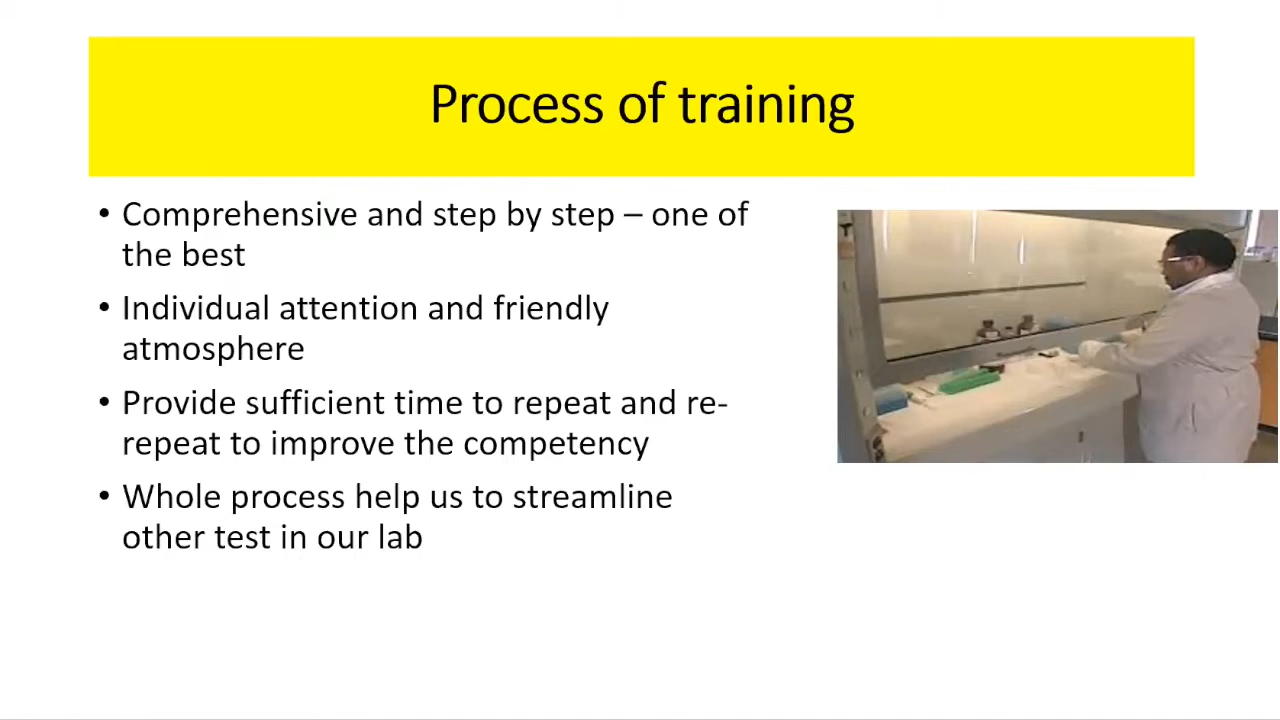 Process of training
• Comprehensive and step by step – one of
the best
• Individual attention and friendly
atmosphere
• Provide sufficient time to repeat and re-
repeat to improve the competency
• Whole process help us to streamline
other test in our lab